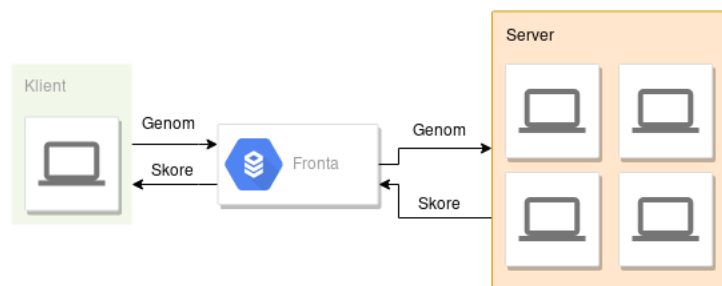 Klient
Genom
Skore
Fronta
Genom
Skore
Server